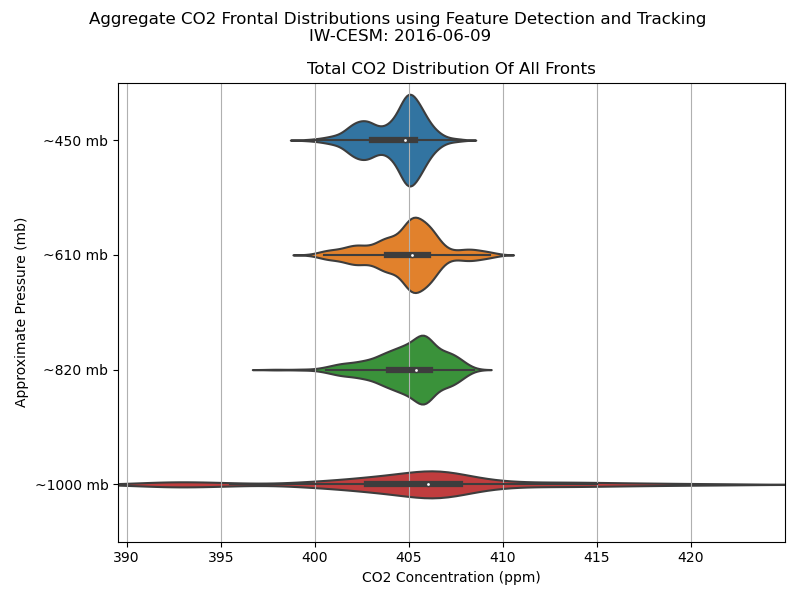 Aggregate CO2 Frontal Distributions using Feature Detection and Tracking
IW-CESM: 2016-06-09
Total CO2 Distribution Of All Fronts
Approximate Pressure (mb)
~450 mb
~610 mb
~820 mb
~1000 mb
390 395 400 405 410 415 420
CO2 Concentration (ppm)